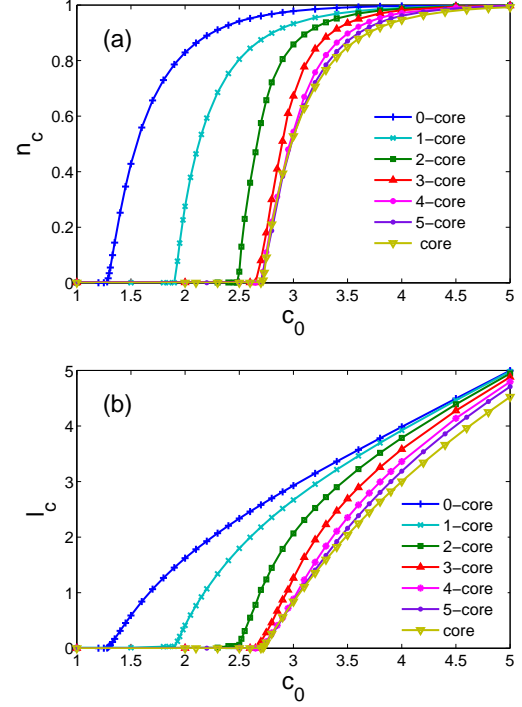 (a)
n_c
1
0.8
0.6
0.4
0.2
0
0-core
1-core
2-core
3-core
4-core
5-core
core
1 1.5 2 2.5 3 3.5 4 4.5 5
c_0
(b)
l_c
5
4
3
2
1
0
0-core
1-core
2-core
3-core
4-core
5-core
core
1 1.5 2 2.5 3 3.5 4 4.5 5
c_0